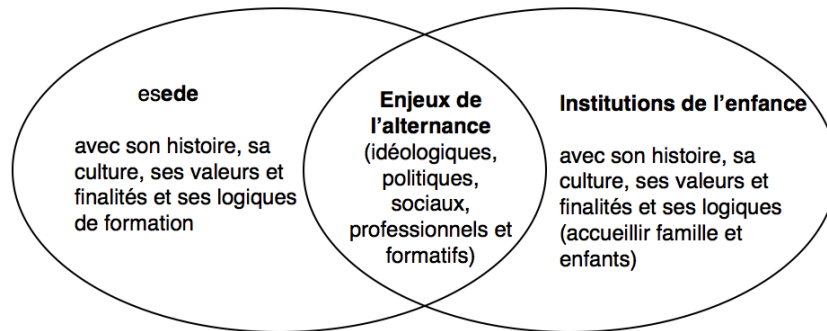 esede
avec son histoire, sa
culture, ses valeurs et
finalités et ses logiques
de formation
Enjeux de
l'alternance
(idéologiques,
politiques,
sociaux,
professionnels et
formatifs)
Institutions de l'enfance
avec son histoire, sa
culture, ses valeurs et
finalités et ses logiques
(accueillir famille et
enfants)